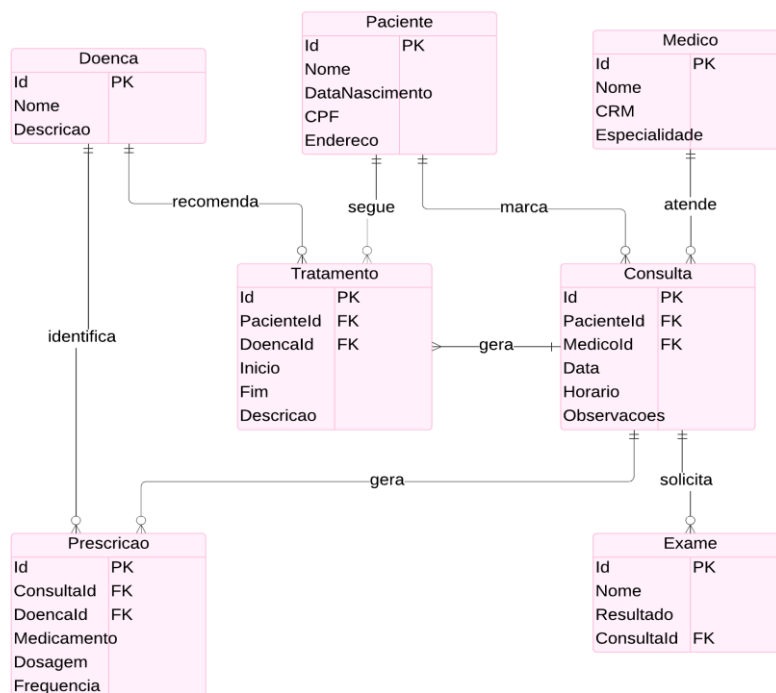 Doenca
Id PK
Nome
Descricao
Paciente
Id PK
Nome
DataNascimento
CPF
Endereco
Medico
Id PK
Nome
CRM
Especialidade
recomenda
segue
marca
atende
identifica
Tratamento
Id PK
PacienteId FK
DoencaId FK
Inicio
Fim
Descricao
gera
Consulta
Id PK
PacienteId FK
MedicoId FK
Data
Horario
Observacoes
gera
solicita
Prescricao
Id PK
ConsultaId FK
DoencaId FK
Medicamento
Dosagem
Frequencia
Exame
Id PK
Nome
Resultado
ConsultaId FK